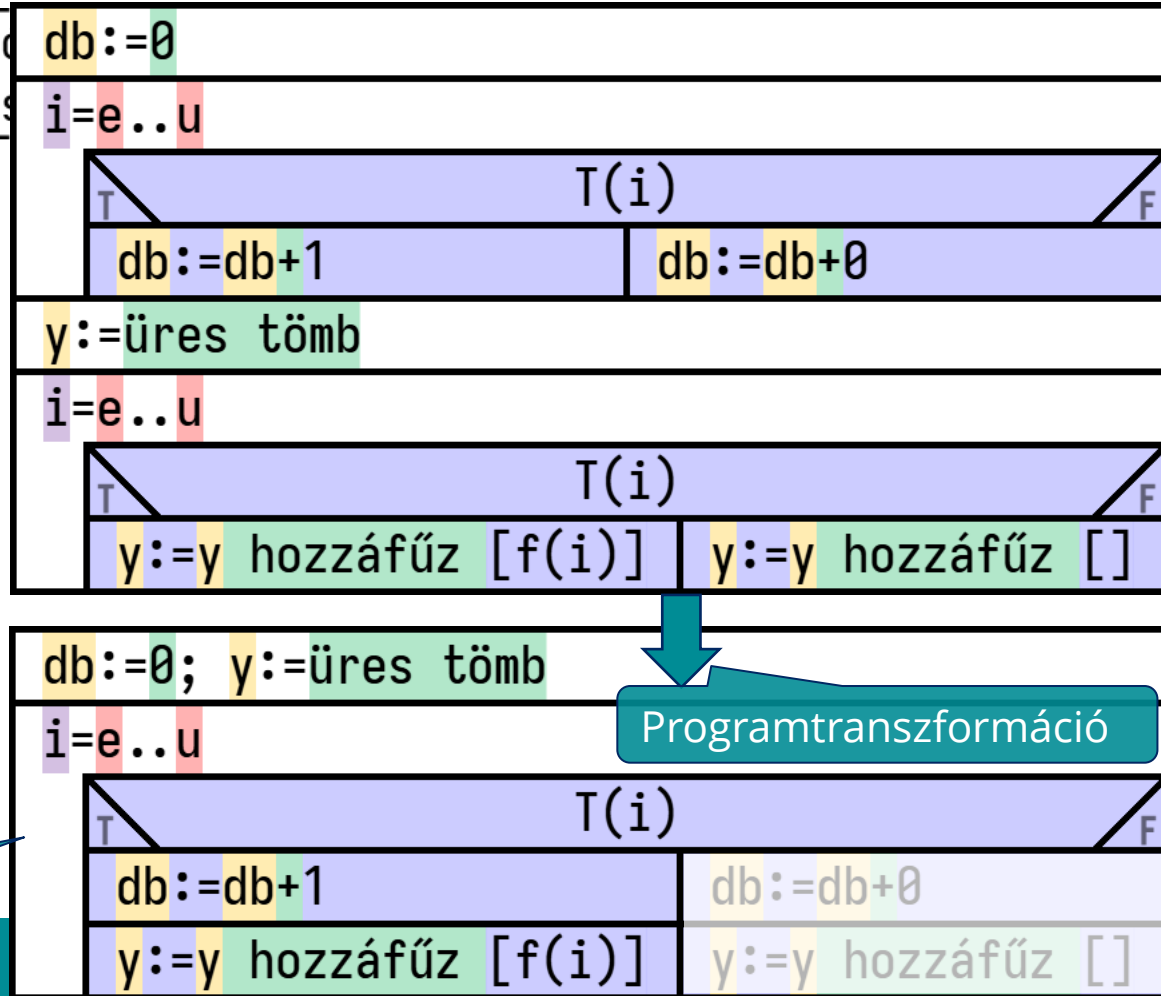 db:=0
i=e..u
T T(i) F
db:=db+1 db:=db+0
y:=üres tömb
i=e..u
T T(i) F
y:=y hozzáfűz [f(i)] y:=y hozzáfűz []
db:=0; y:=üres tömb
Programtranszformáció
i=e..u
T T(i) F
db:=db+1 db:=db+0
y:=y hozzáfűz [f(i)] y:=y hozzáfűz []